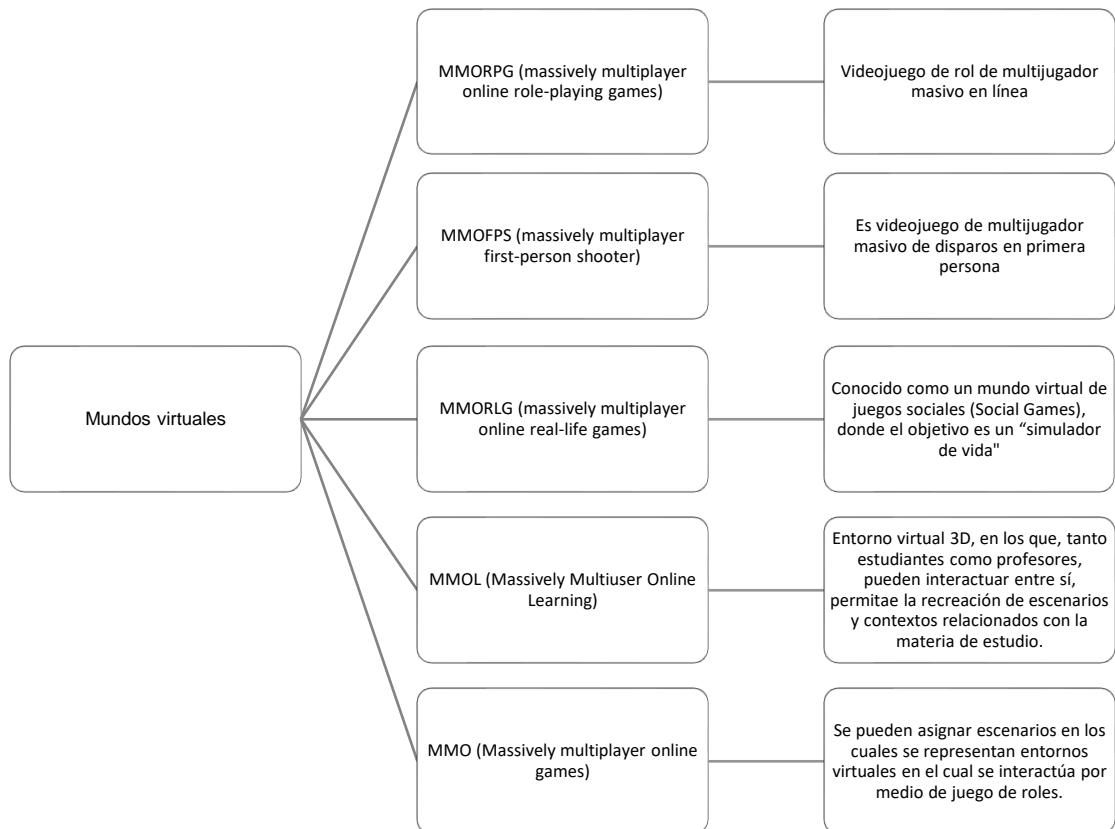 MMORPG (massively multiplayer
online role-playing games)
Videojuego de rol de multijugador
masivo en línea
MMOFPS (massively multiplayer
first-person shooter)
Es videojuego de multijugador
masivo de disparos en primera
persona
Mundos virtuales
MMORLG (massively multiplayer
online real-life games)
Conocido como un mundo virtual de
juegos sociales (Social Games),
donde el objetivo es un “simulador
de vida"
MMOL (Massively Multiuser Online
Learning)
Entorno virtual 3D, en los que, tanto
estudiantes como profesores,
pueden interactuar entre sí,
permitae la recreación de escenarios
y contextos relacionados con la
materia de estudio.
MMO (Massively multiplayer online
games)
Se pueden asignar escenarios en los
cuales se representan entornos
virtuales en el cual se interactúa por
medio de juego de roles.